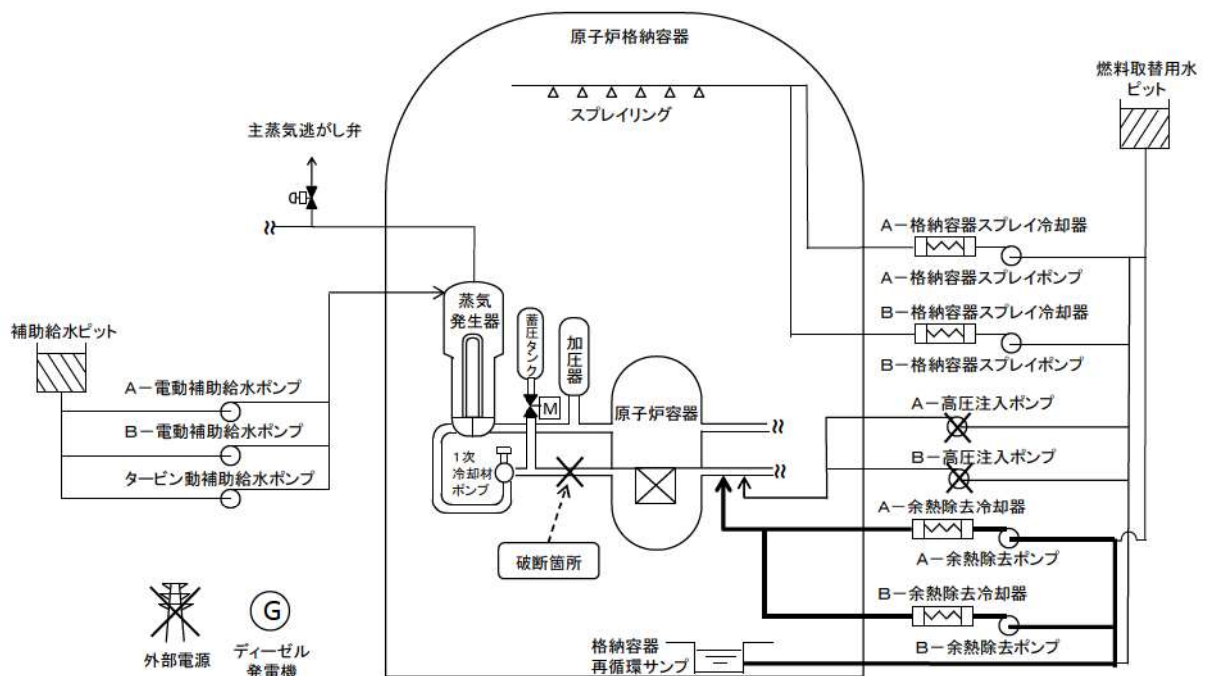 原子炉格納容器
燃料取替用水
ピット
スプレイリング
主蒸気逃がし弁
A-格納容器スプレイ冷却器
A-格納容器スプレイポンプ
B-格納容器スプレイ冷却器
B-格納容器スプレイポンプ
蒸気
発生器
蓄圧タンク
加圧器
原子炉容器
補助給水ピット
A-電動補助給水ポンプ
B-電動補助給水ポンプ
タービン動補助給水ポンプ
M
1次
冷却材
ポンプ
A-高圧注入ポンプ
B-高圧注入ポンプ
A-余熱除去冷却器
A-余熱除去ポンプ
B-余熱除去冷却器
B-余熱除去ポンプ
破断箇所
格納容器
再循環サンプ
外部電源
G
ディーゼル
発電機